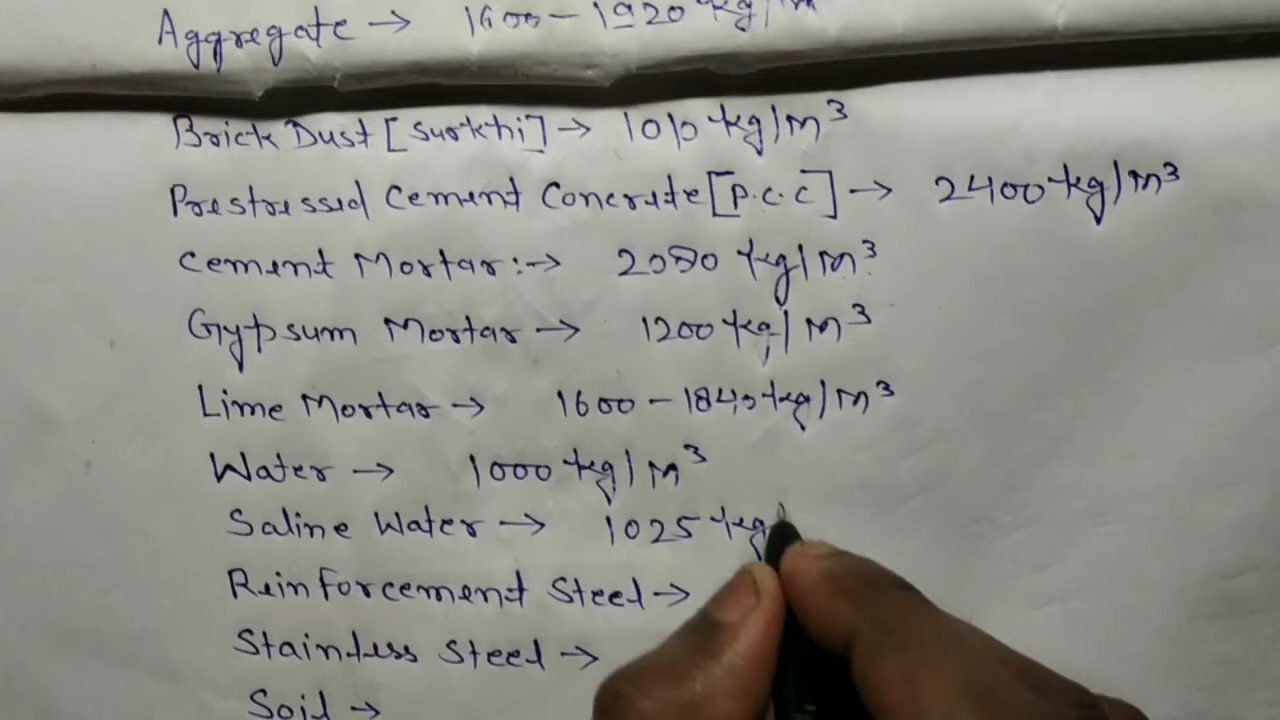 Aggregate → 1600 - 1920 kg/m
Brick Dust [Surkhi] → 1010 kg/m³
Prestressed Cement Concrete [P.C.C] → 2400 kg/m³
Cement Mortar :→ 2080 kg/m³
Gypsum Mortar → 1200 kg/m³
Lime Mortar → 1600 - 1840 kg/m³
Water → 1000 kg/m³
Saline Water → 1025 kg
Reinforcement Steel →
Stainless Steel →
Soil →